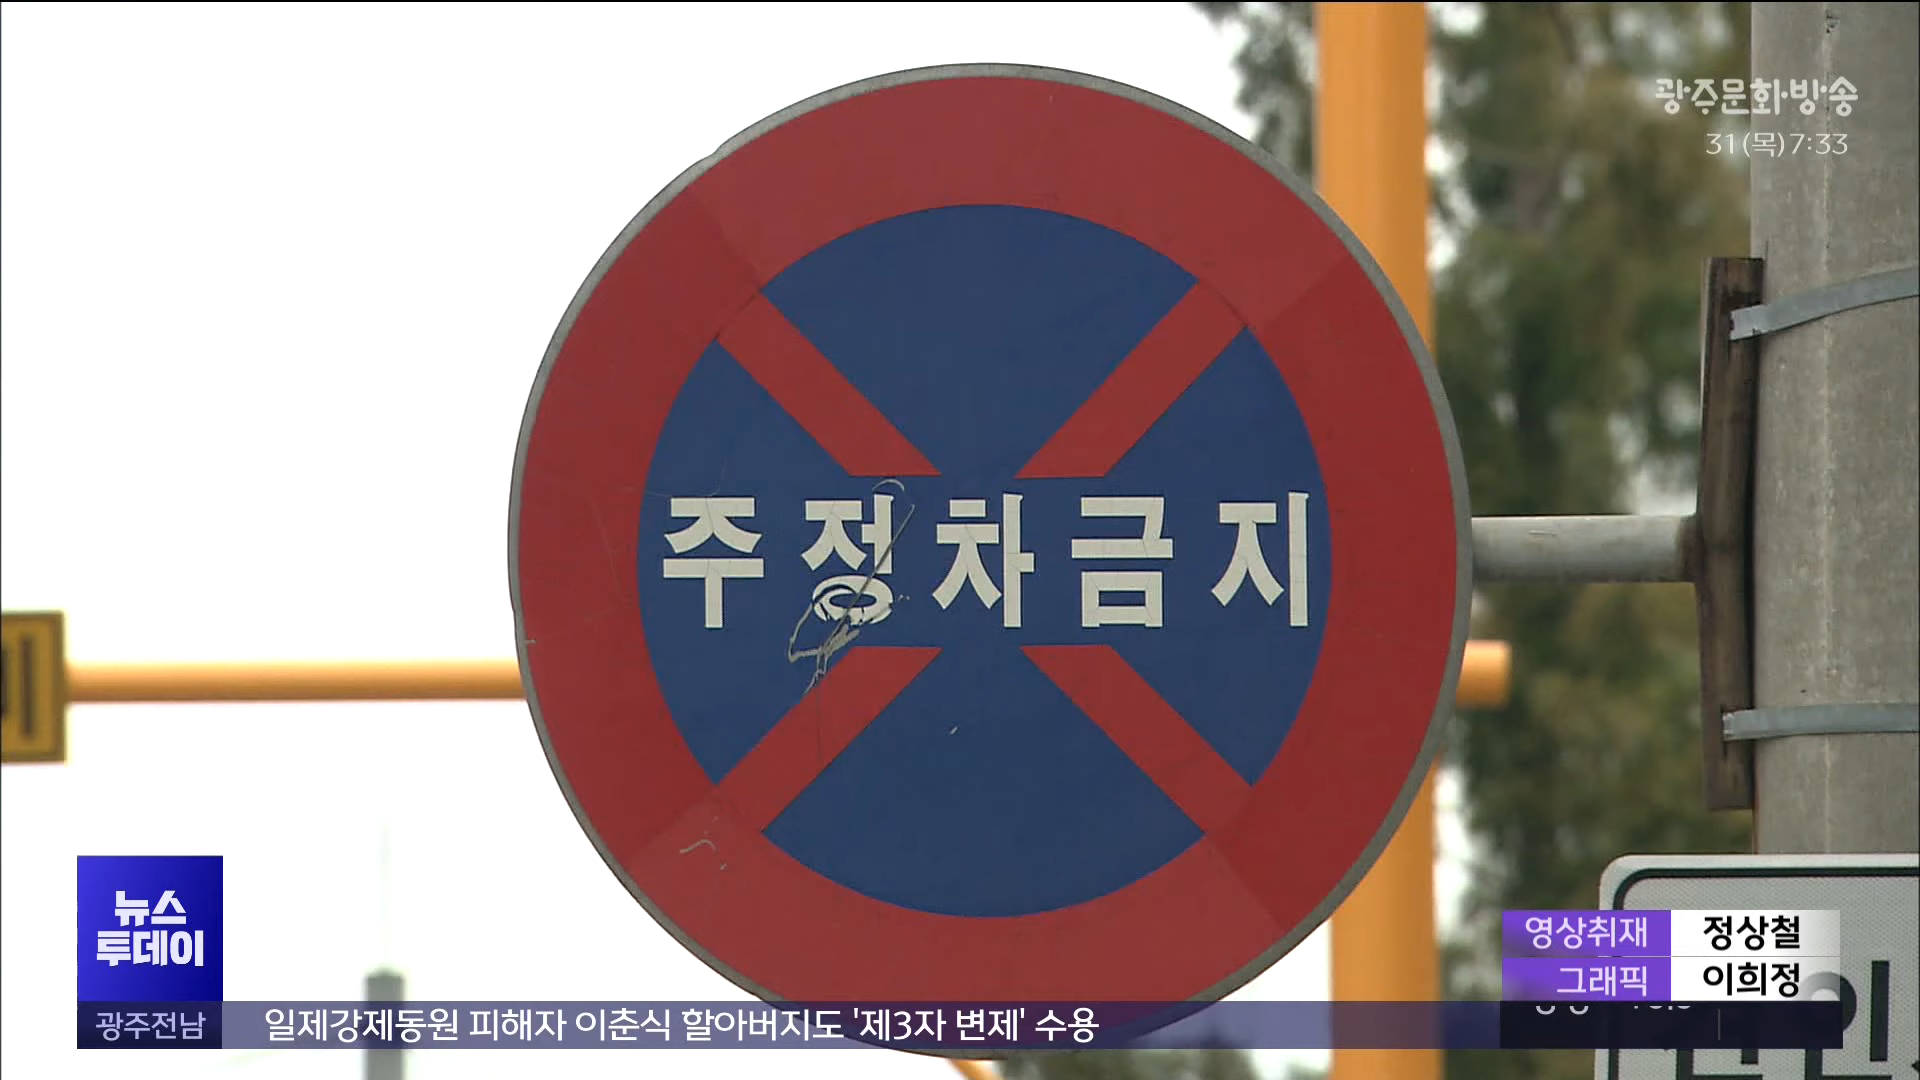 광주문화방송
31(목)7:33
주정차금지
뉴스
투데이
영상취재 정상철
그래픽 이희정
광주전남 일제강제동원 피해자 이춘식 할아버지도 '제3자 변제' 수용